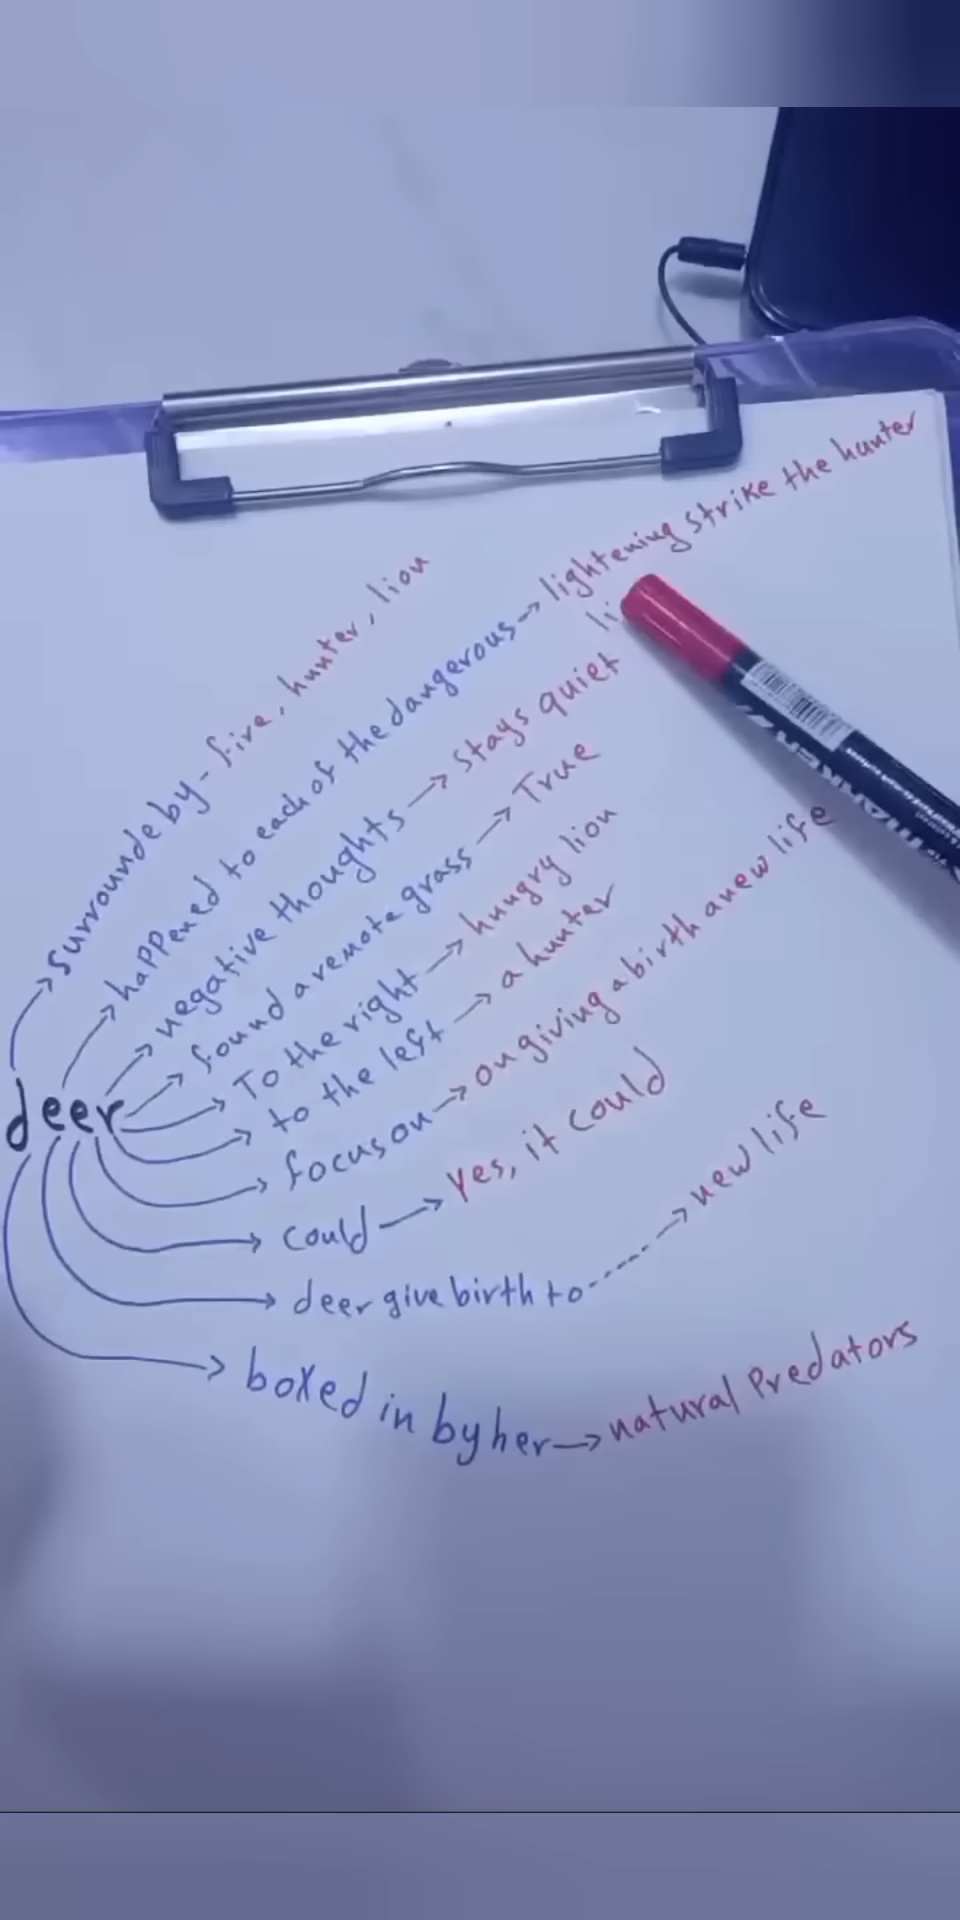 surrounde by - fire, hunter, lion
happened to each of the dangerous → lightening strike the hunter
li
negative thoughts → stays quiet
found a remote grass → True
To the right → hungry lion
to the left → a hunter
deer
focus on → on giving a birth a new life
could → yes, it could
deer give birth to -----> new life
boxed in by her → natural Predators
MARKER